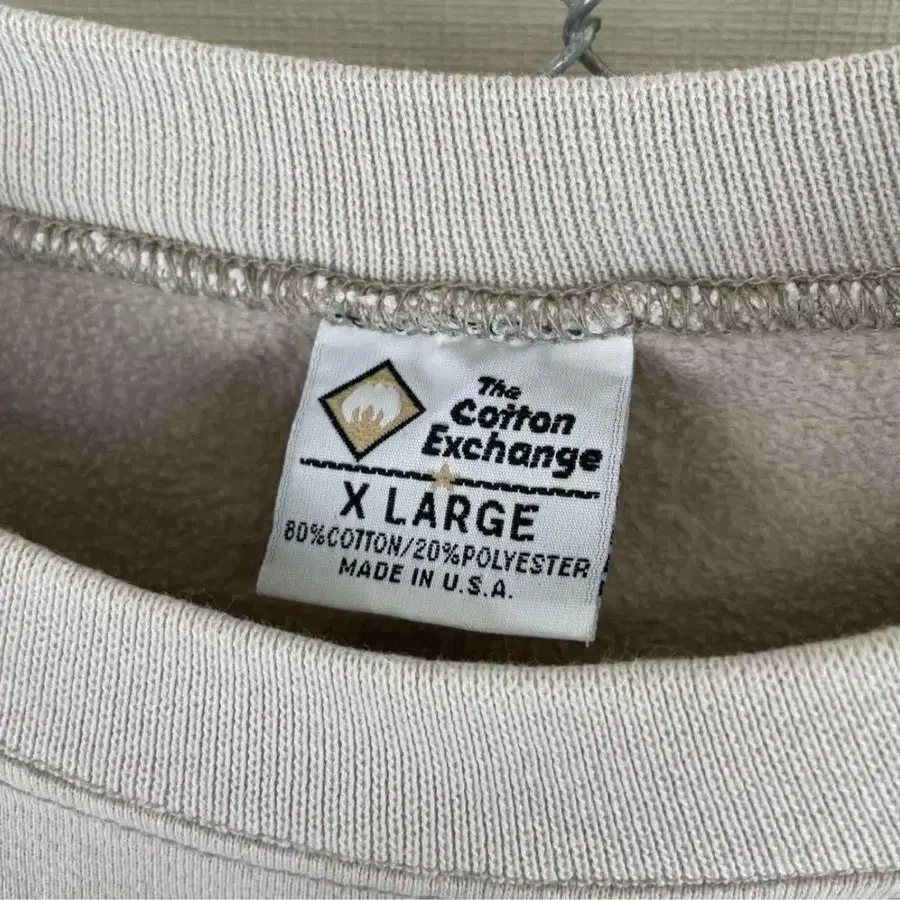 The
Cotton
Exchange
X LARGE
80%COTTON/20%POLYESTER
MADE IN U.S.A.